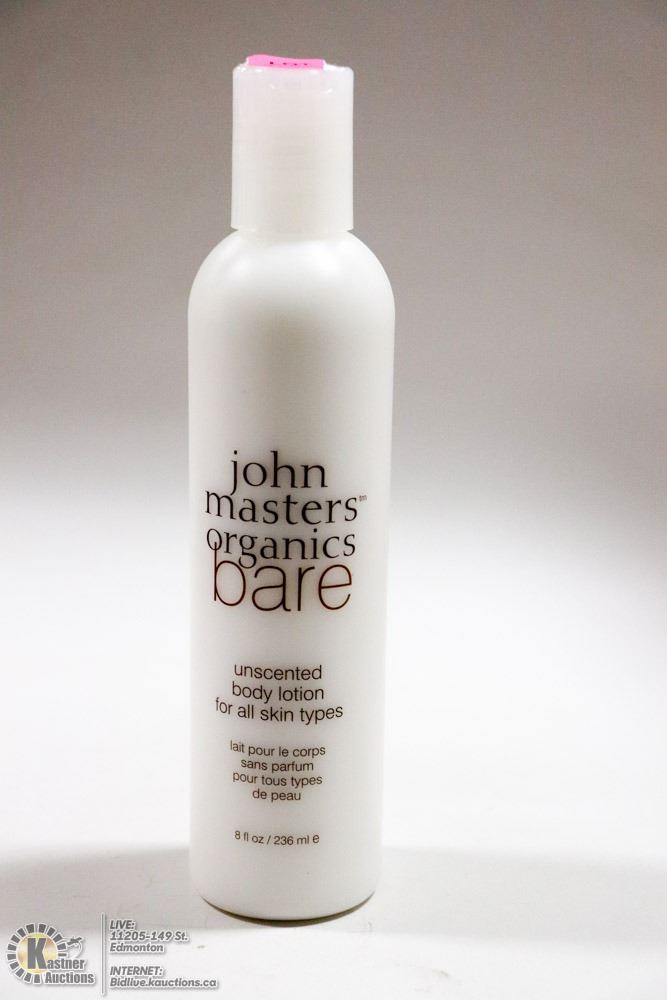 john
masters™
organics
bare
unscented
body lotion
for all skin types
lait pour le corps
sans parfum
pour tous types
de peau
8 fl oz / 236 ml e
Kastner
Auctions
LIVE:
11205-149 St.
Edmonton
INTERNET:
Bidlive.kauctions.ca